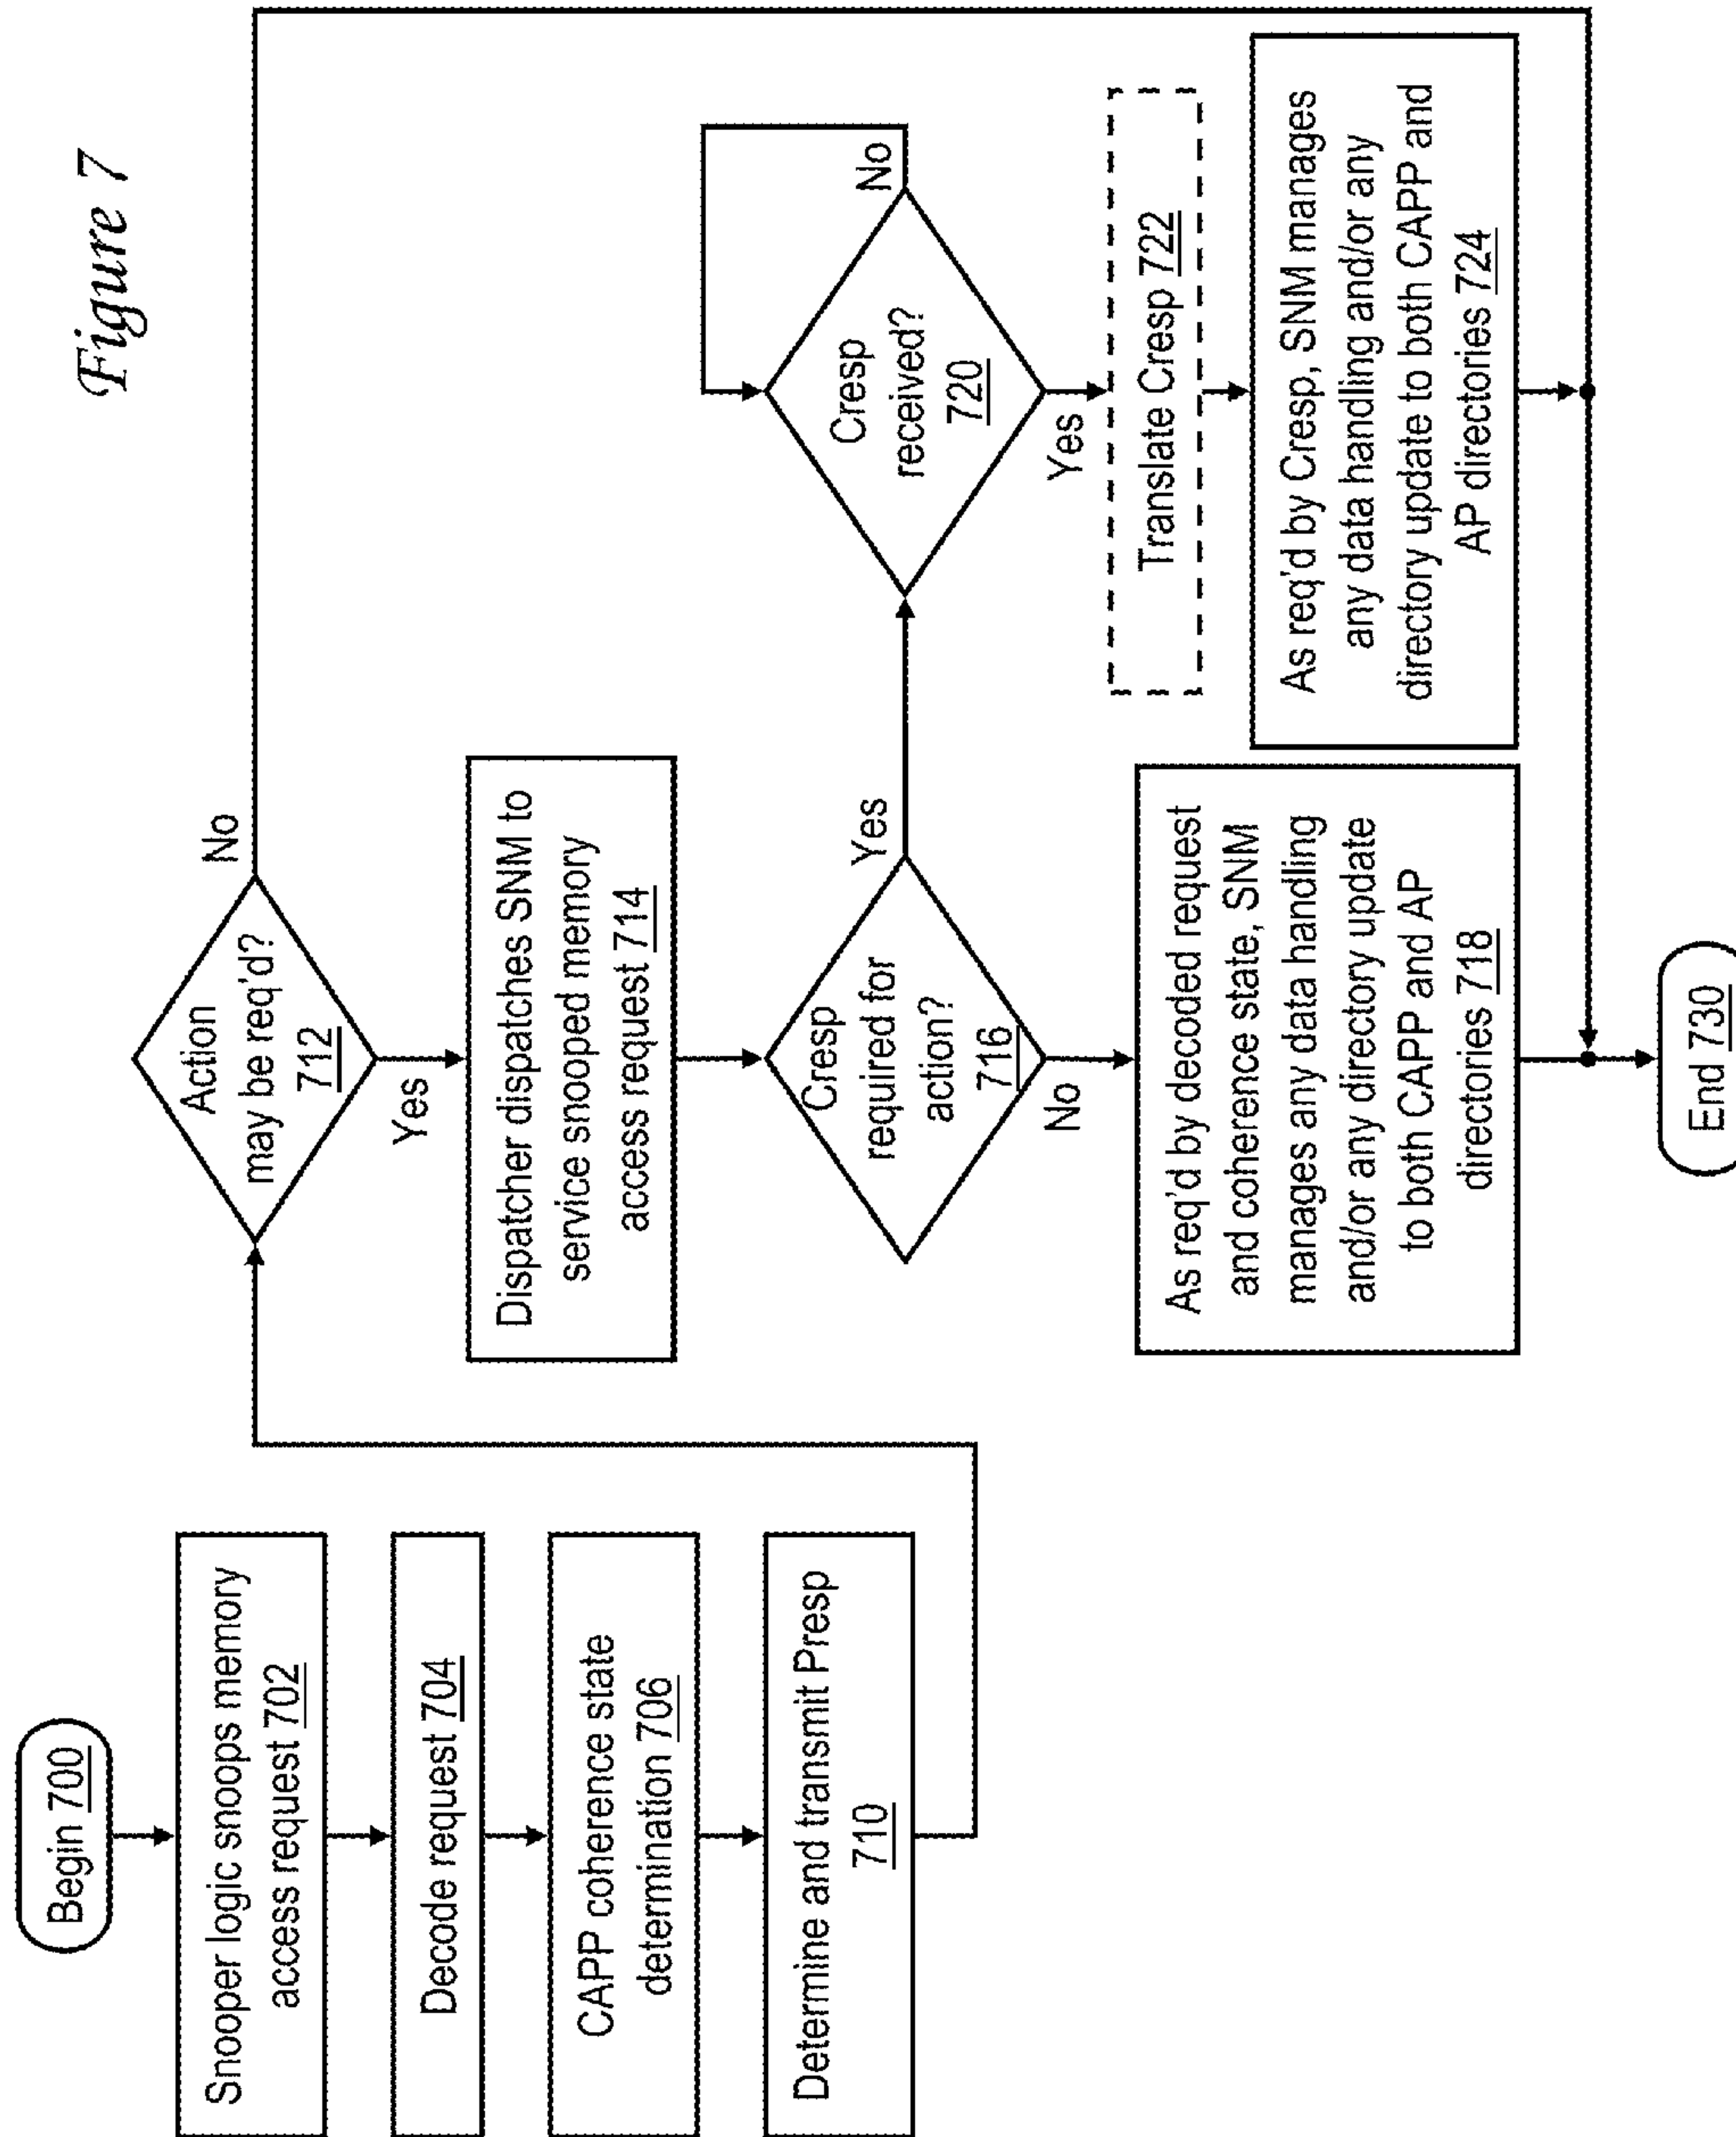 Figure 7
Begin 700
Snooper logic snoops memory
access request 702
Decode request 704
CAPP coherence state
determination 706
Determine and transmit Presp
710
Action
may be req'd?
712
No
Yes
Dispatcher dispatches SNM to
service snooped memory
access request 714
Cresp
required for
action?
716
Yes
No
As req'd by decoded request
and coherence state, SNM
manages any data handling
and/or any directory update
to both CAPP and AP
directories 718
Cresp
received?
720
No
Yes
Translate Cresp 722
As req'd by Cresp, SNM manages
any data handling and/or any
directory update to both CAPP and
AP directories 724
End 730